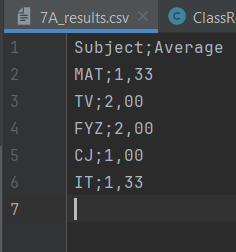 7A_results.csv
ClassR
1 Subject;Average
2 MAT;1,33
3 TV;2,00
4 FYZ;2,00
5 CJ;1,00
6 IT;1,33
7